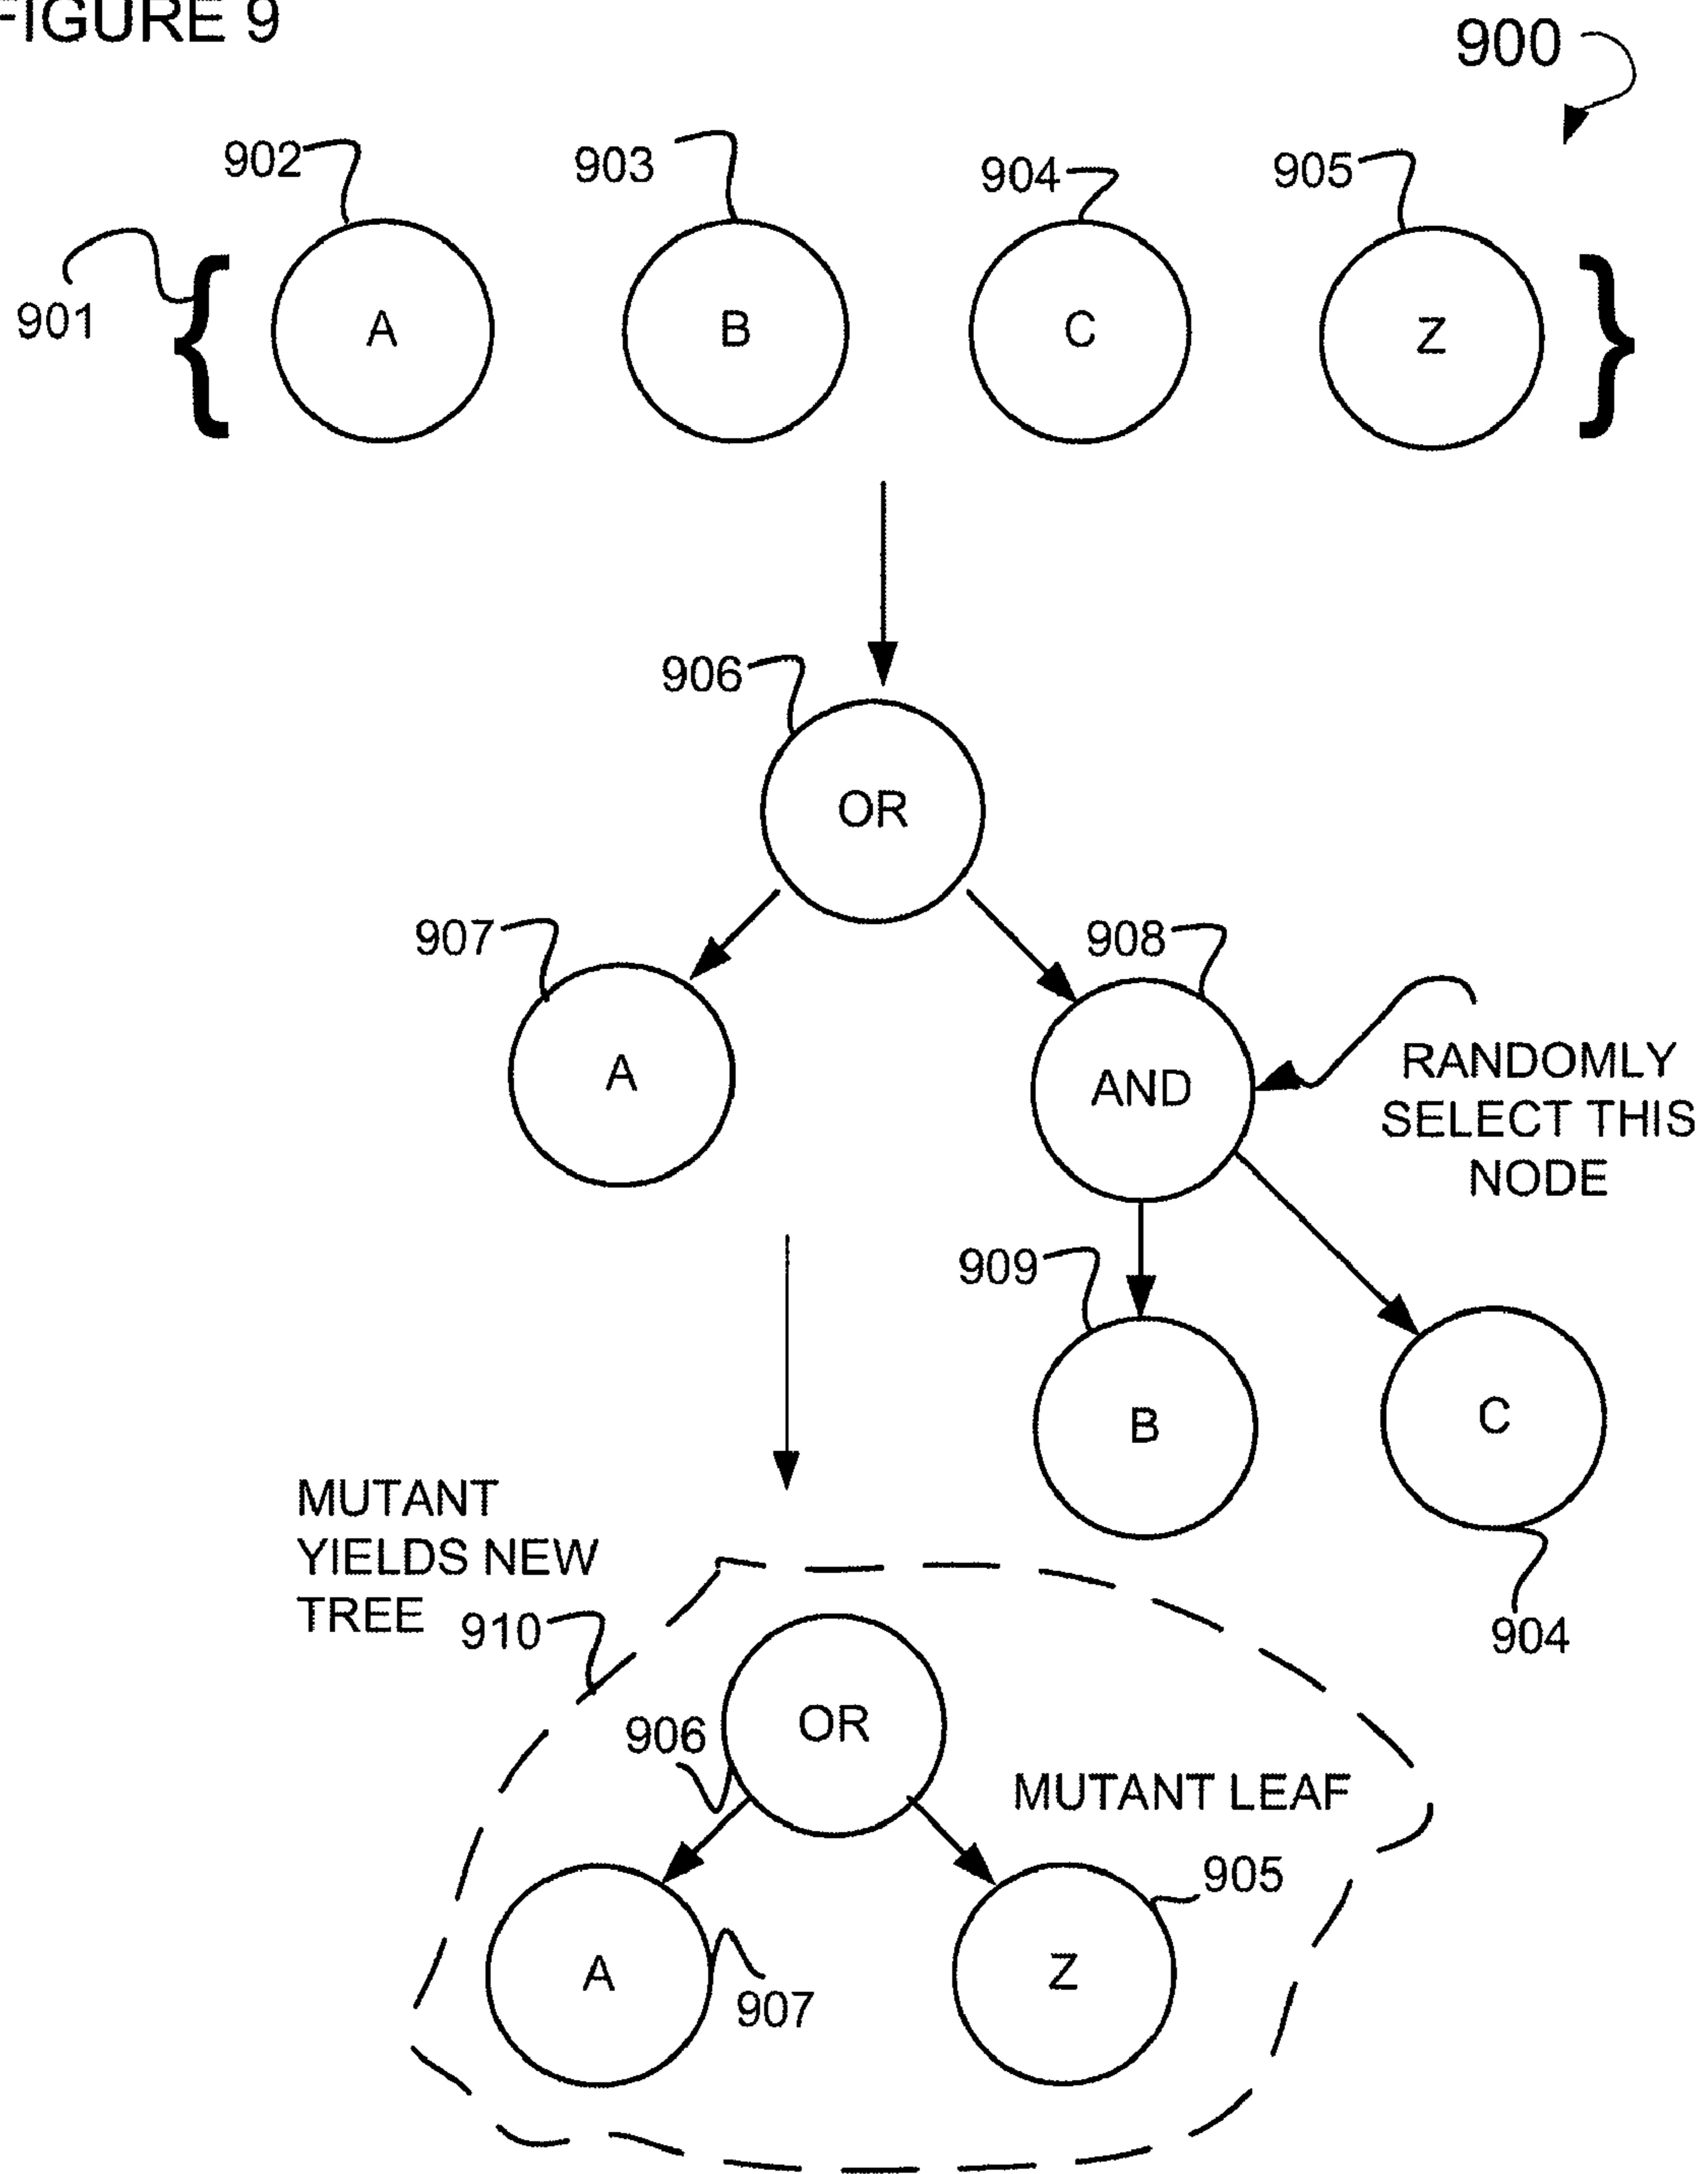 FIGURE 9
900
902
903
904
905
901
{ A B C Z }
906
OR
907
908
A
AND
RANDOMLY
SELECT THIS
NODE
909
B
C
904
MUTANT
YIELDS NEW
TREE
910
OR
906
MUTANT LEAF
905
A
Z
907